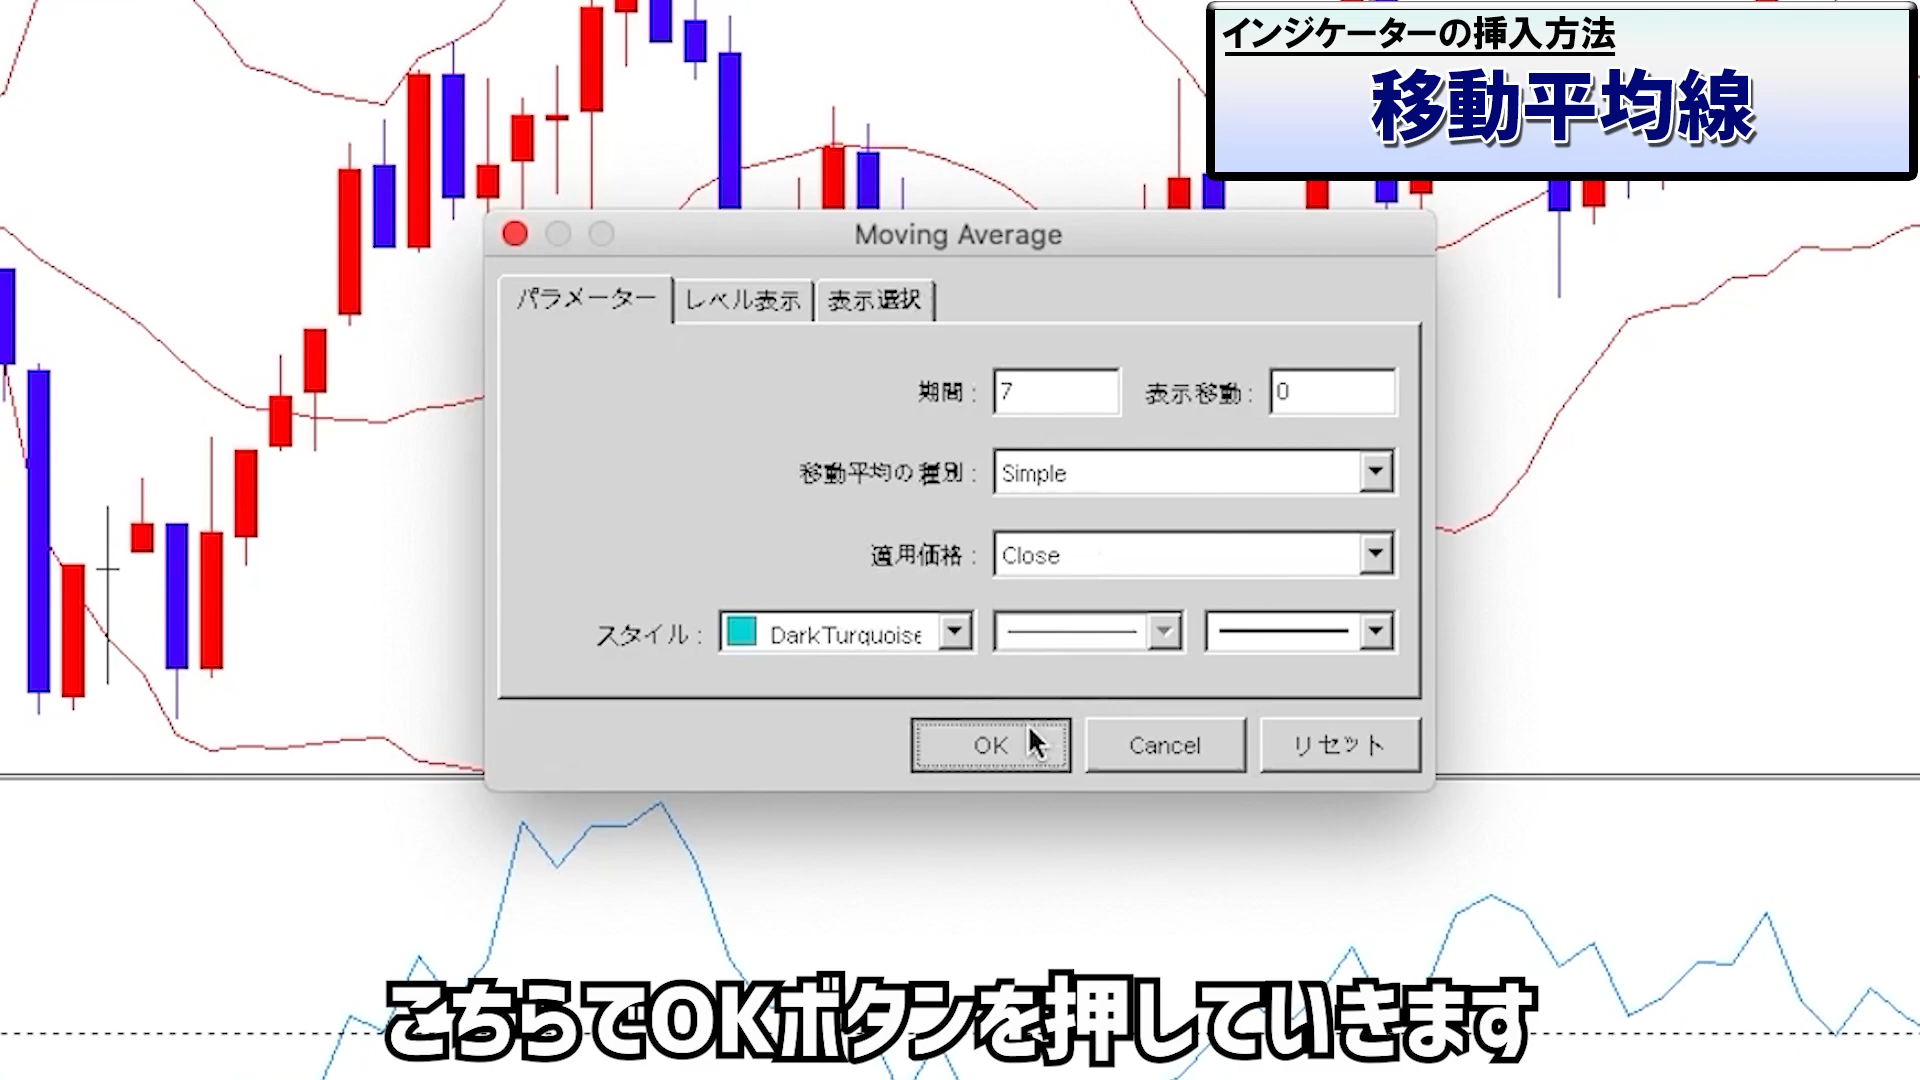 インジケーターの挿入方法
移動平均線
Moving Average
パラメーター レベル表示 表示選択
期間 : 7 表示移動 : 0
移動平均の種別 : Simple
適用価格 : Close
スタイル : DarkTurquoise
OK Cancel リセット
こちらでOKボタンを押していきます